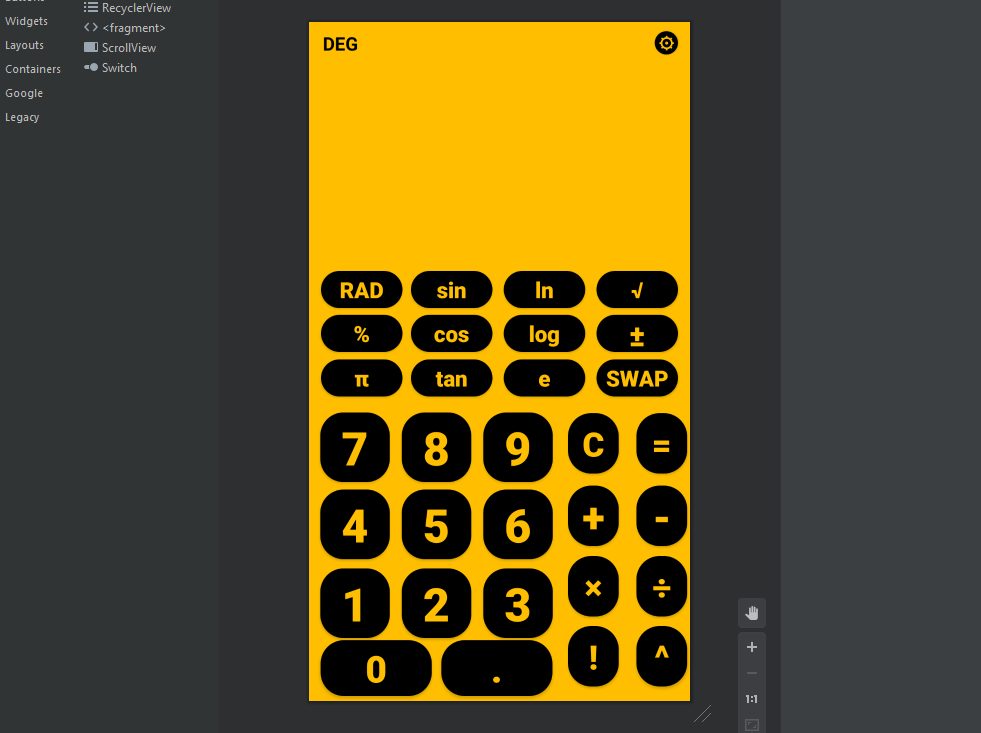 RecyclerView
Widgets
<fragment>
Layouts
ScrollView
Containers
Switch
Google
Legacy
DEG
RAD sin ln √
% cos log ±
π tan e SWAP
7 8 9 C =
4 5 6 + -
1 2 3 × ÷
0 . ! ^
+
1:1